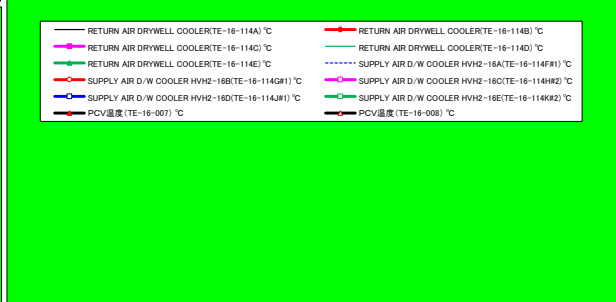 RETURN AIR DRYWELL COOLER(TE-16-114A) ℃ RETURN AIR DRYWELL COOLER(TE-16-114B) ℃
RETURN AIR DRYWELL COOLER(TE-16-114C) ℃ RETURN AIR DRYWELL COOLER(TE-16-114D) ℃
RETURN AIR DRYWELL COOLER(TE-16-114E) ℃ SUPPLY AIR D/W COOLER HVH2-16A(TE-16-114F#1) ℃
SUPPLY AIR D/W COOLER HVH2-16B(TE-16-114G#1) ℃ SUPPLY AIR D/W COOLER HVH2-16C(TE-16-114H#2) ℃
SUPPLY AIR D/W COOLER HVH2-16D(TE-16-114J#1) ℃ SUPPLY AIR D/W COOLER HVH2-16E(TE-16-114K#2) ℃
PCV温度(TE-16-007) ℃ PCV温度(TE-16-008) ℃